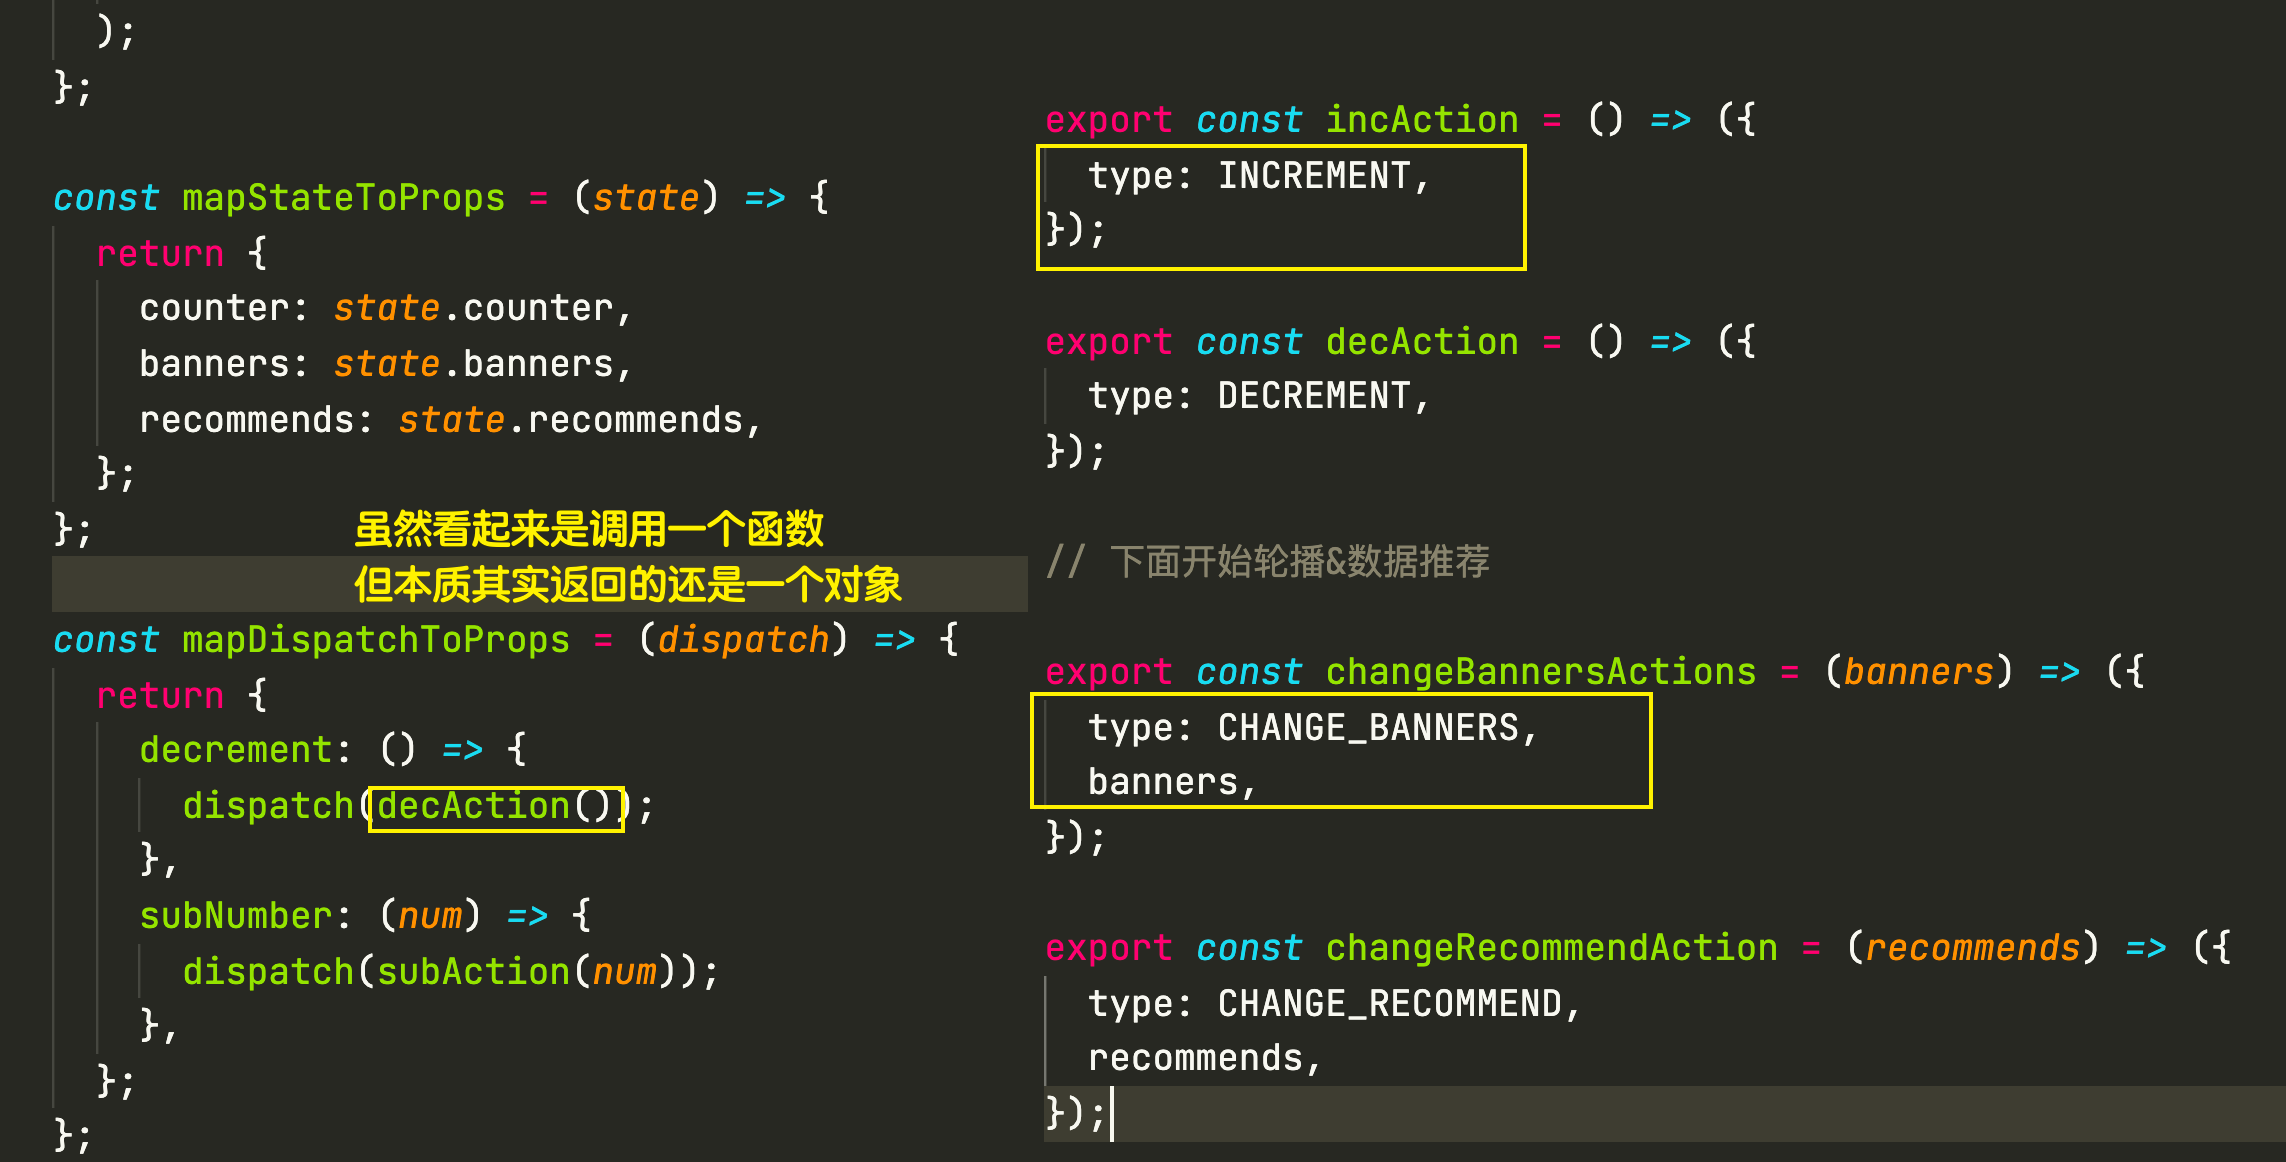 );
};
const mapStateToProps = (state) => {
return {
counter: state.counter,
banners: state.banners,
recommends: state.recommends,
};
};
虽然看起来是调用一个函数
但本质其实返回的还是一个对象
const mapDispatchToProps = (dispatch) => {
return {
decrement: () => {
dispatch(decAction());
},
subNumber: (num) => {
dispatch(subAction(num));
},
};
};
export const incAction = () => ({
type: INCREMENT,
});
export const decAction = () => ({
type: DECREMENT,
});
// 下面开始轮播&数据推荐
export const changeBannersActions = (banners) => ({
type: CHANGE_BANNERS,
banners,
});
export const changeRecommendAction = (recommends) => ({
type: CHANGE_RECOMMEND,
recommends,
});